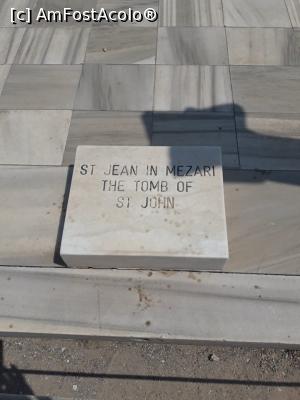 [c] AmFostAcolo®
ST JEAN IN MEZARI
THE TOMB OF
ST JOHN